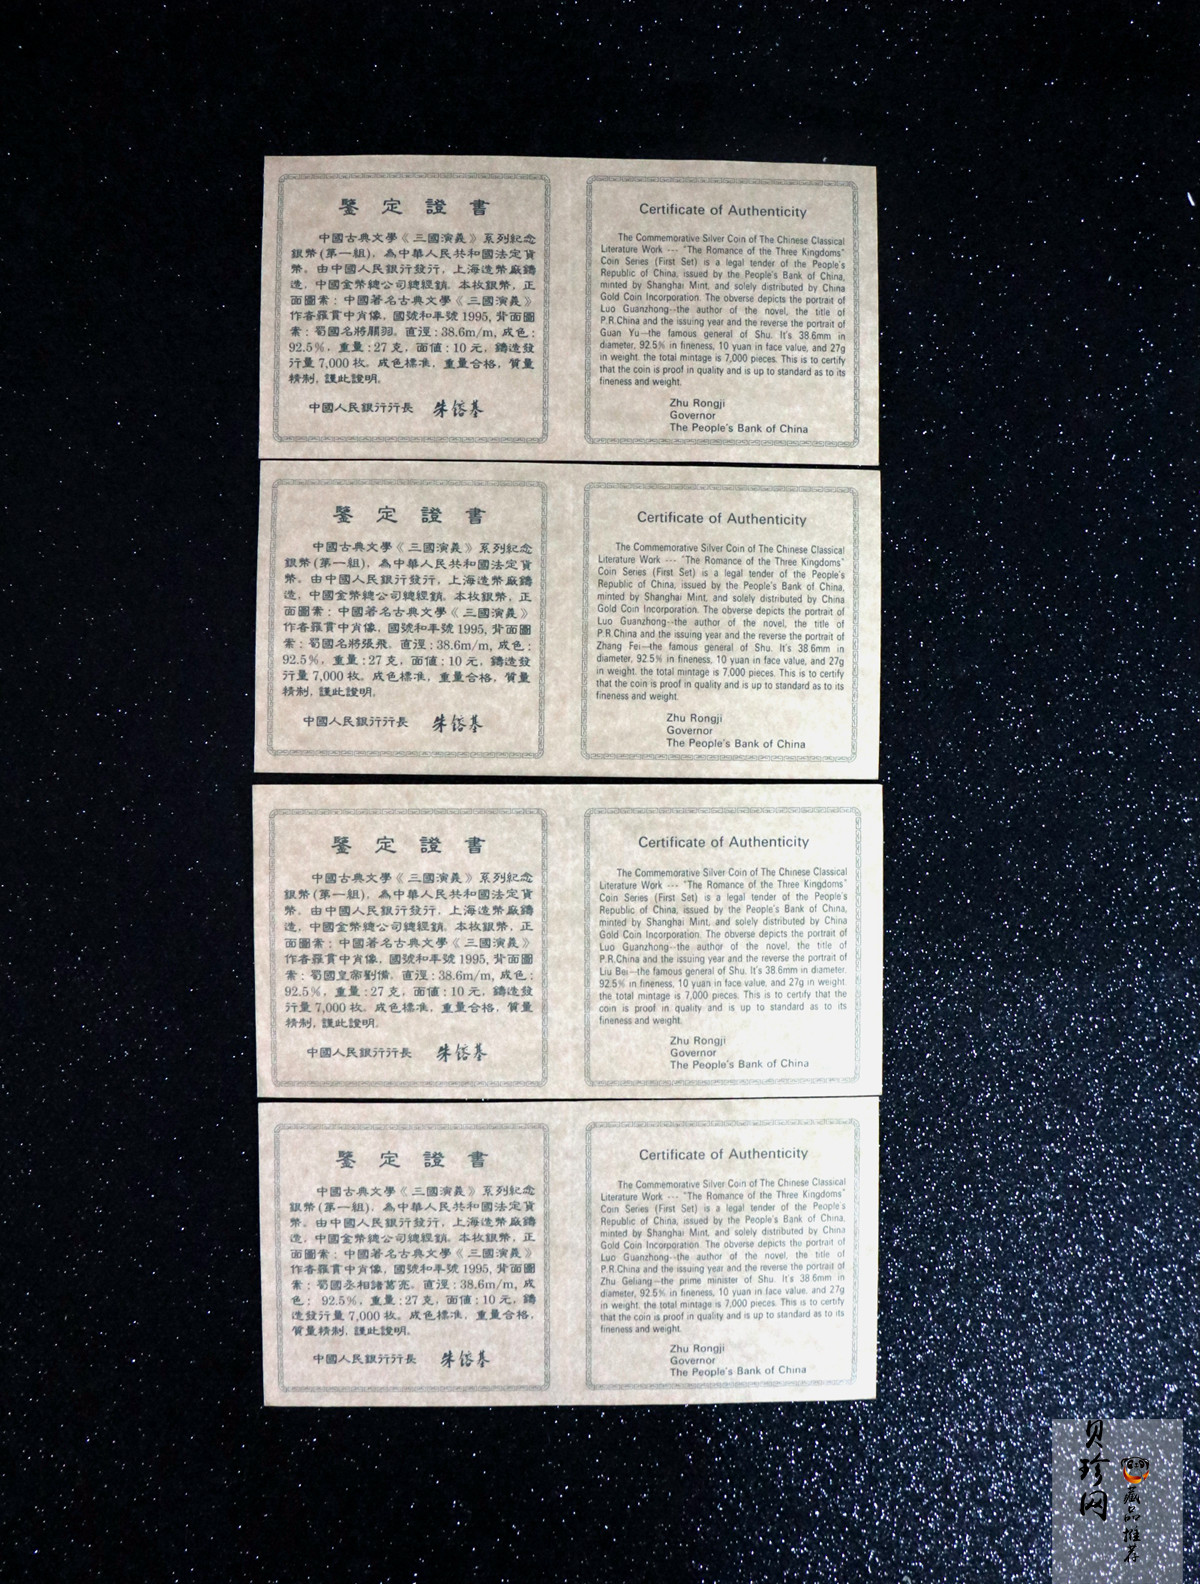 鑒定證書
中國古典文學《三國演義》系列紀念
銀幣(第一組)，為中華人民共和國法定貨
幣。由中國人民銀行發行，上海造幣廠鑄
造，中國金幣總公司總經銷。本枚銀幣，正
面圖案：中國著名古典文學《三國演義》
作者羅貫中肖像，國號和年號1995，背面圖
案：蜀國名將關羽。直徑：38.6m/m，成色：
92.5%，重量：27克，面值：10元，鑄造發
行量7,000枚。成色標准，重量合格，質量
精制，謹此證明。
中國人民銀行行長 朱鎔基
Certificate of Authenticity
The Commemorative Silver Coin of The Chinese Classical
Literature Work --- "The Romance of the Three Kingdoms"
Coin Series (First Set) is a legal tender of the People's
Republic of China, issued by the People's Bank of China,
minted by Shanghai Mint, and solely distributed by China
Gold Coin Incorporation. The obverse depicts the portrait of
Luo Guanzhong--the author of the novel, the title of
P.R.China and the issuing year and the reverse the portrait of
Guan Yu—the famous general of Shu. It's 38.6mm in
diameter, 92.5% in fineness, 10 yuan in face value, and 27g
in weight. the total mintage is 7,000 pieces. This is to certify
that the coin is proof in quality and is up to standard as to its
fineness and weight.
Zhu Rongji
Governor
The People's Bank of China
鑒定證書
中國古典文學《三國演義》系列紀念
銀幣(第一組)，為中華人民共和國法定貨
幣。由中國人民銀行發行，上海造幣廠鑄
造，中國金幣總公司總經銷。本枚銀幣，正
面圖案：中國著名古典文學《三國演義》
作者羅貫中肖像，國號和年號1995，背面圖
案：蜀國名將張飛。直徑：38.6m/m，成色：
92.5%，重量：27克，面值：10元，鑄造發
行量7,000枚。成色標准，重量合格，質量
精制，謹此證明。
中國人民銀行行長 朱鎔基
Certificate of Authenticity
The Commemorative Silver Coin of The Chinese Classical
Literature Work --- "The Romance of the Three Kingdoms"
Coin Series (First Set) is a legal tender of the People's
Republic of China, issued by the People's Bank of China,
minted by Shanghai Mint, and solely distributed by China
Gold Coin Incorporation. The obverse depicts the portrait of
Luo Guanzhong--the author of the novel, the title of
P.R.China and the issuing year and the reverse the portrait of
Zhang Fei—the famous general of Shu. It's 38.6mm in
diameter, 92.5% in fineness, 10 yuan in face value, and 27g
in weight. the total mintage is 7,000 pieces. This is to certify
that the coin is proof in quality and is up to standard as to its
fineness and weight.
Zhu Rongji
Governor
The People's Bank of China
鑒定證書
中國古典文學《三國演義》系列紀念
銀幣(第一組)，為中華人民共和國法定貨
幣。由中國人民銀行發行，上海造幣廠鑄
造，中國金幣總公司總經銷。本枚銀幣，正
面圖案：中國著名古典文學《三國演義》
作者羅貫中肖像，國號和年號1995，背面圖
案：蜀國皇帝劉備。直徑：38.6m/m，成色：
92.5%，重量：27克，面值：10元，鑄造發
行量7,000枚。成色標准，重量合格，質量
精制，謹此證明。
中國人民銀行行長 朱鎔基
Certificate of Authenticity
The Commemorative Silver Coin of The Chinese Classical
Literature Work --- "The Romance of the Three Kingdoms"
Coin Series (First Set) is a legal tender of the People's
Republic of China, issued by the People's Bank of China,
minted by Shanghai Mint, and solely distributed by China
Gold Coin Incorporation. The obverse depicts the portrait of
Luo Guanzhong--the author of the novel, the title of
P.R.China and the issuing year and the reverse the portrait of
Liu Bei—the famous general of Shu. It's 38.6mm in diameter,
92.5% in fineness, 10 yuan in face value, and 27g in weight.
the total mintage is 7,000 pieces. This is to certify that the
coin is proof in quality and is up to standard as to its
fineness and weight.
Zhu Rongji
Governor
The People's Bank of China
鑒定證書
中國古典文學《三國演義》系列紀念
銀幣(第一組)，為中華人民共和國法定貨
幣。由中國人民銀行發行，上海造幣廠鑄
造，中國金幣總公司總經銷。本枚銀幣，正
面圖案：中國著名古典文學《三國演義》
作者羅貫中肖像，國號和年號1995，背面圖
案：蜀國丞相諸葛亮。直徑：38.6m/m，成
色：92.5%，重量：27克，面值：10元，鑄
造發行量7,000枚。成色標准，重量合格，
質量精制，謹此證明。
中國人民銀行行長 朱鎔基
Certificate of Authenticity
The Commemorative Silver Coin of The Chinese Classical
Literature Work --- "The Romance of the Three Kingdoms"
Coin Series (First Set) is a legal tender of the People's
Republic of China, issued by the People's Bank of China,
minted by Shanghai Mint, and solely distributed by China
Gold Coin Incorporation. The obverse depicts the portrait of
Luo Guanzhong--the author of the novel, the title of
P.R.China and the issuing year and the reverse the portrait of
Zhu Geliang—the prime minister of Shu. It's 38.6mm in
diameter, 92.5% in fineness, 10 yuan in face value, and 27g
in weight. the total mintage is 7,000 pieces. This is to certify
that the coin is proof in quality and is up to standard as to its
fineness and weight.
Zhu Rongji
Governor
The People's Bank of China
贝珍网
藏品推荐